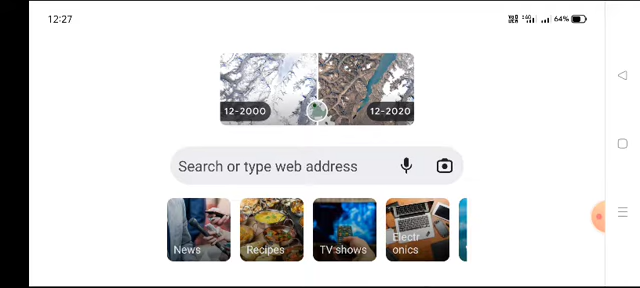 12:27
64%
12-2000
12-2020
Search or type web address
News
Recipes
TV shows
Electr
onics